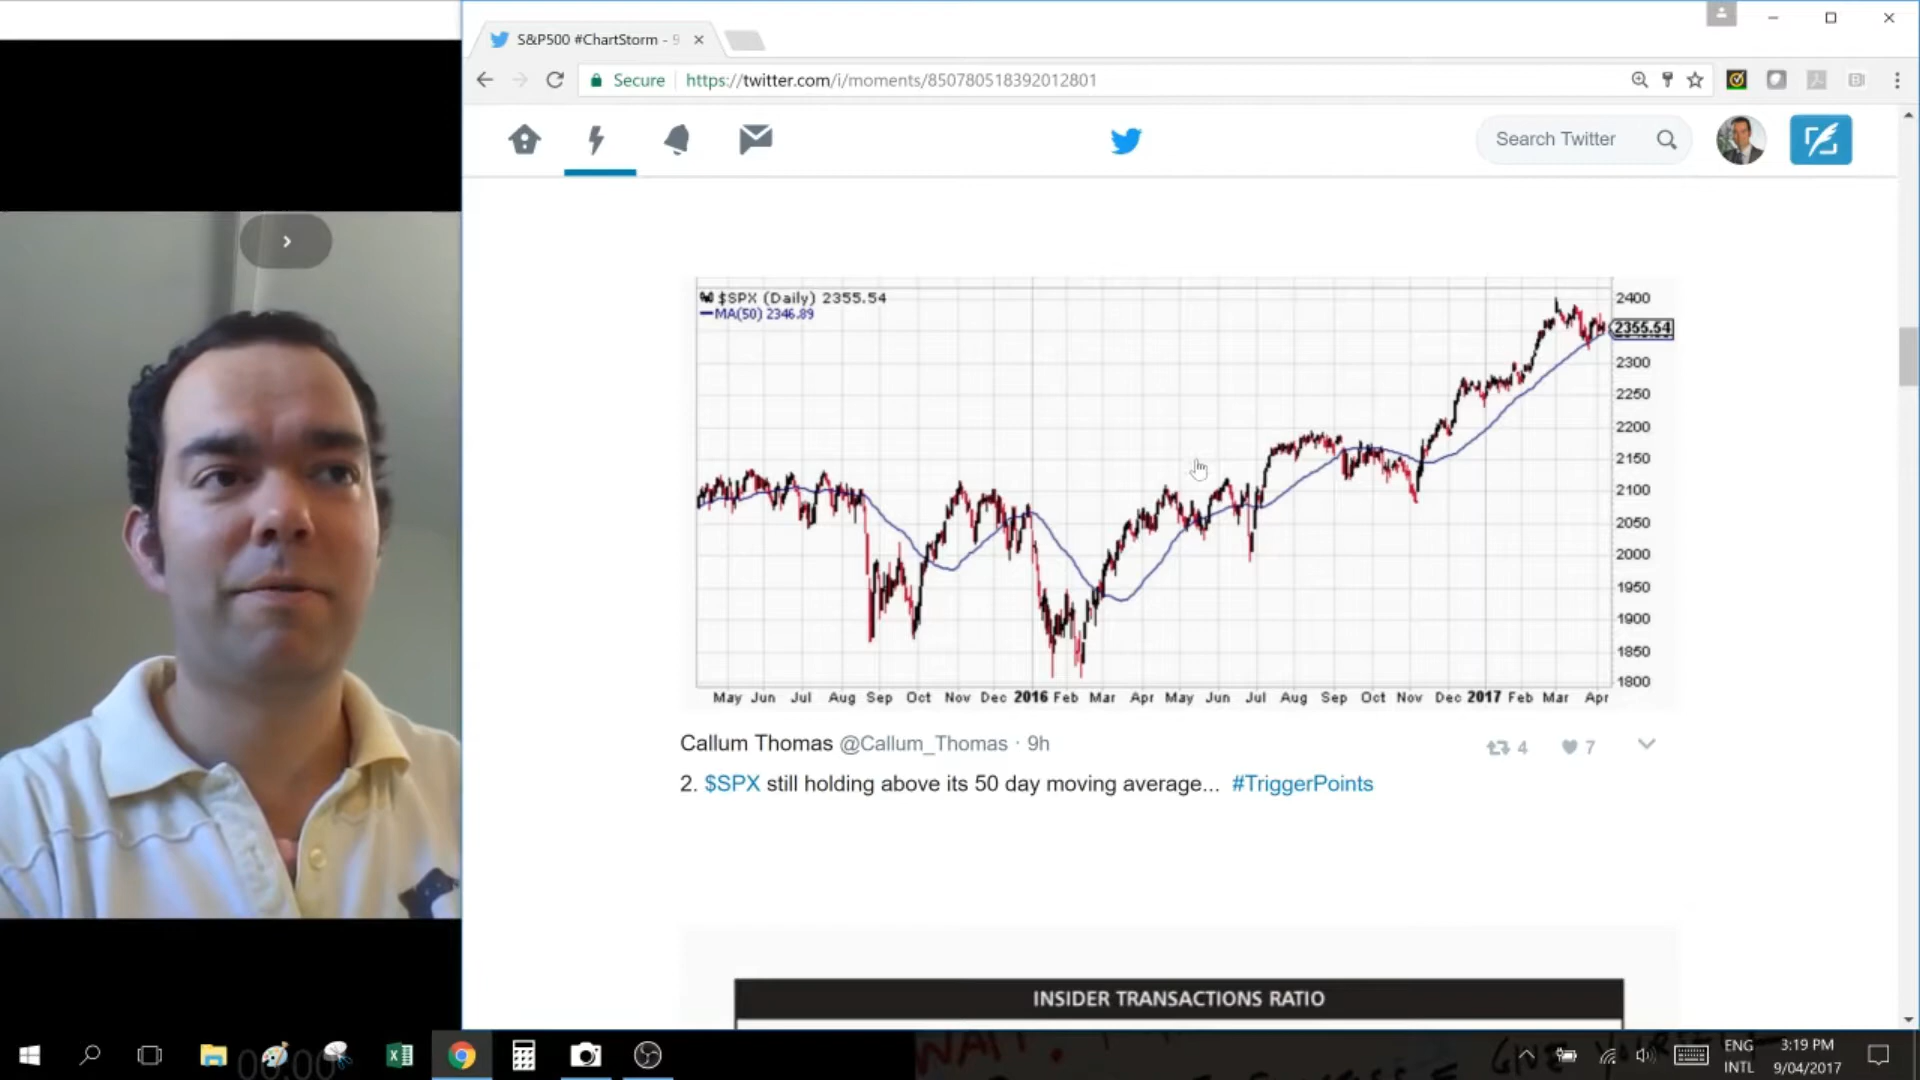 S&P500 #ChartStorm - 9
Secure
https://twitter.com/i/moments/850780518392012801
Search Twitter
$SPX (Daily) 2355.54
MA(50) 2346.89
2400
2355.54
2300
2250
2200
2150
2100
2050
2000
1950
1900
1850
1800
May Jun Jul Aug Sep Oct Nov Dec 2016 Feb Mar Apr May Jun Jul Aug Sep Oct Nov Dec 2017 Feb Mar Apr
Callum Thomas @Callum_Thomas · 9h
4 7
2. $SPX still holding above its 50 day moving average... #TriggerPoints
INSIDER TRANSACTIONS RATIO
00:00
WAIT.
GIVE
ENG
INTL
3:19 PM
9/04/2017